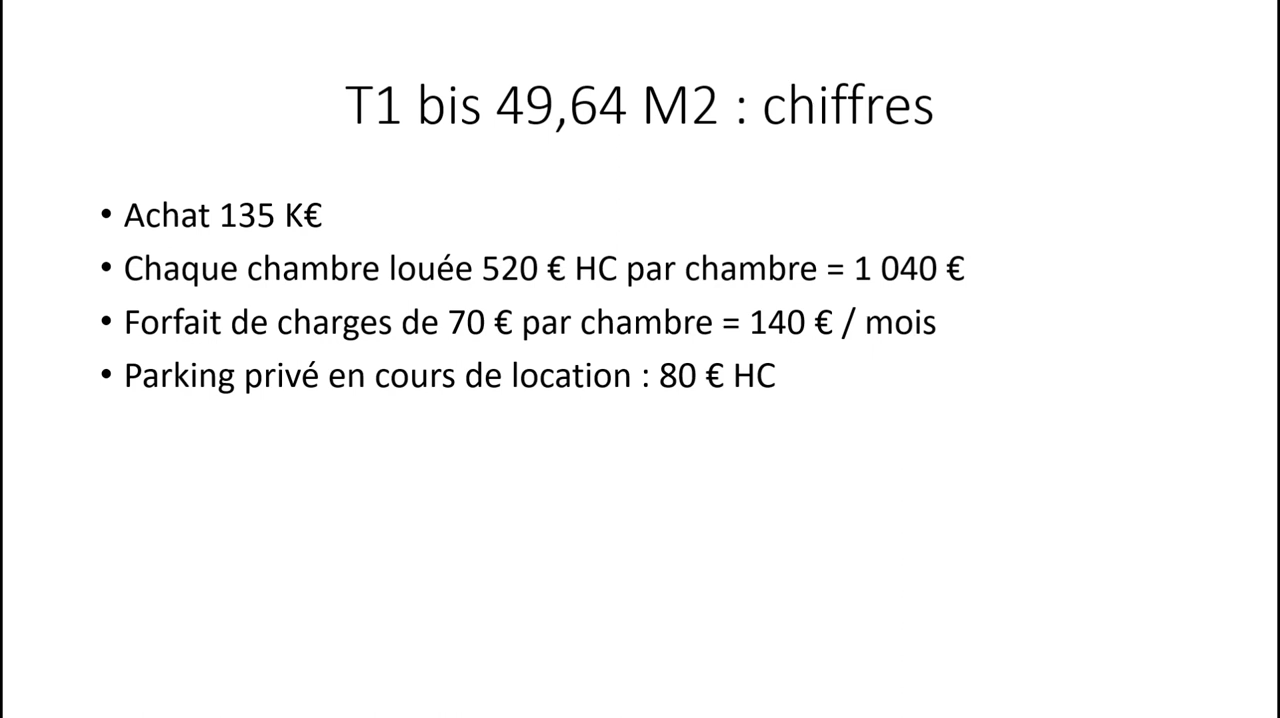 T1 bis 49,64 M2 : chiffres
• Achat 135 K€
• Chaque chambre louée 520 € HC par chambre = 1 040 €
• Forfait de charges de 70 € par chambre = 140 € / mois
• Parking privé en cours de location : 80 € HC